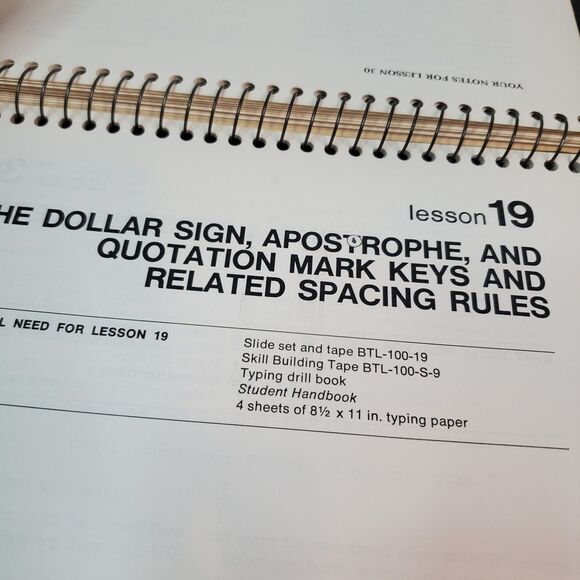 YOUR NOTES FOR LESSON 30
lesson 19
HE DOLLAR SIGN, APOSTROPHE, AND
QUOTATION MARK KEYS AND
RELATED SPACING RULES
L NEED FOR LESSON 19
Slide set and tape BTL-100-19
Skill Building Tape BTL-100-S-9
Typing drill book
Student Handbook
4 sheets of 8½ x 11 in. typing paper